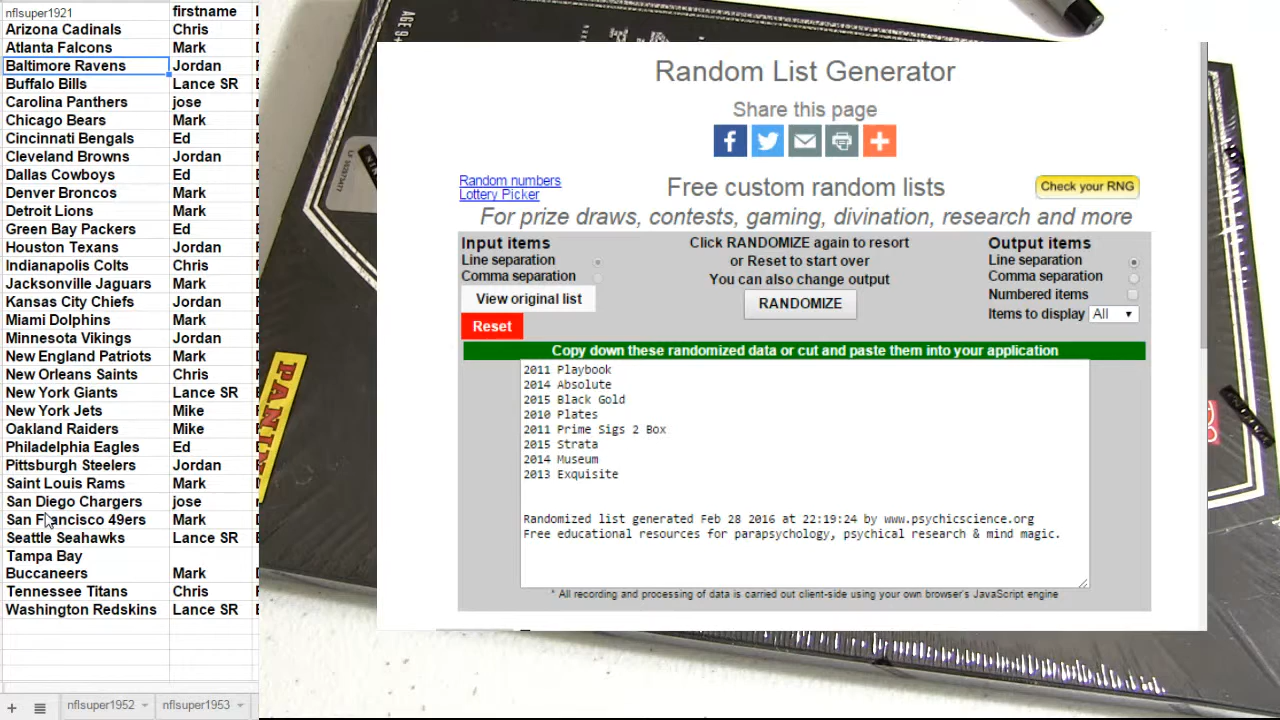 nflsuper1921 firstname
Arizona Cadinals Chris
Atlanta Falcons Mark
Baltimore Ravens Jordan
Buffalo Bills Lance SR
Carolina Panthers jose
Chicago Bears Mark
Cincinnati Bengals Ed
Cleveland Browns Jordan
Dallas Cowboys Ed
Denver Broncos Mark
Detroit Lions Mark
Green Bay Packers Ed
Houston Texans Jordan
Indianapolis Colts Chris
Jacksonville Jaguars Mark
Kansas City Chiefs Jordan
Miami Dolphins Mark
Minnesota Vikings Jordan
New England Patriots Mark
New Orleans Saints Chris
New York Giants Lance SR
New York Jets Mike
Oakland Raiders Mike
Philadelphia Eagles Ed
Pittsburgh Steelers Jordan
Saint Louis Rams Mark
San Diego Chargers jose
San Francisco 49ers Mark
Seattle Seahawks Lance SR
Tampa Bay
Buccaneers Mark
Tennessee Titans Chris
Washington Redskins Lance SR
nflsuper1952 nflsuper1953
AGE 9+
PANINI
Random List Generator
Share this page
Random numbers
Lottery Picker
Free custom random lists
Check your RNG
For prize draws, contests, gaming, divination, research and more
Input items
Line separation
Comma separation
View original list
Reset
Click RANDOMIZE again to resort
or Reset to start over
You can also change output
RANDOMIZE
Output items
Line separation
Comma separation
Numbered items
Items to display All
Copy down these randomized data or cut and paste them into your application
2011 Playbook
2014 Absolute
2015 Black Gold
2010 Plates
2011 Prime Sigs 2 Box
2015 Strata
2014 Museum
2013 Exquisite
Randomized list generated Feb 28 2016 at 22:19:24 by www.psychicscience.org
Free educational resources for parapsychology, psychical research & mind magic.
* All recording and processing of data is carried out client-side using your own browser's JavaScript engine